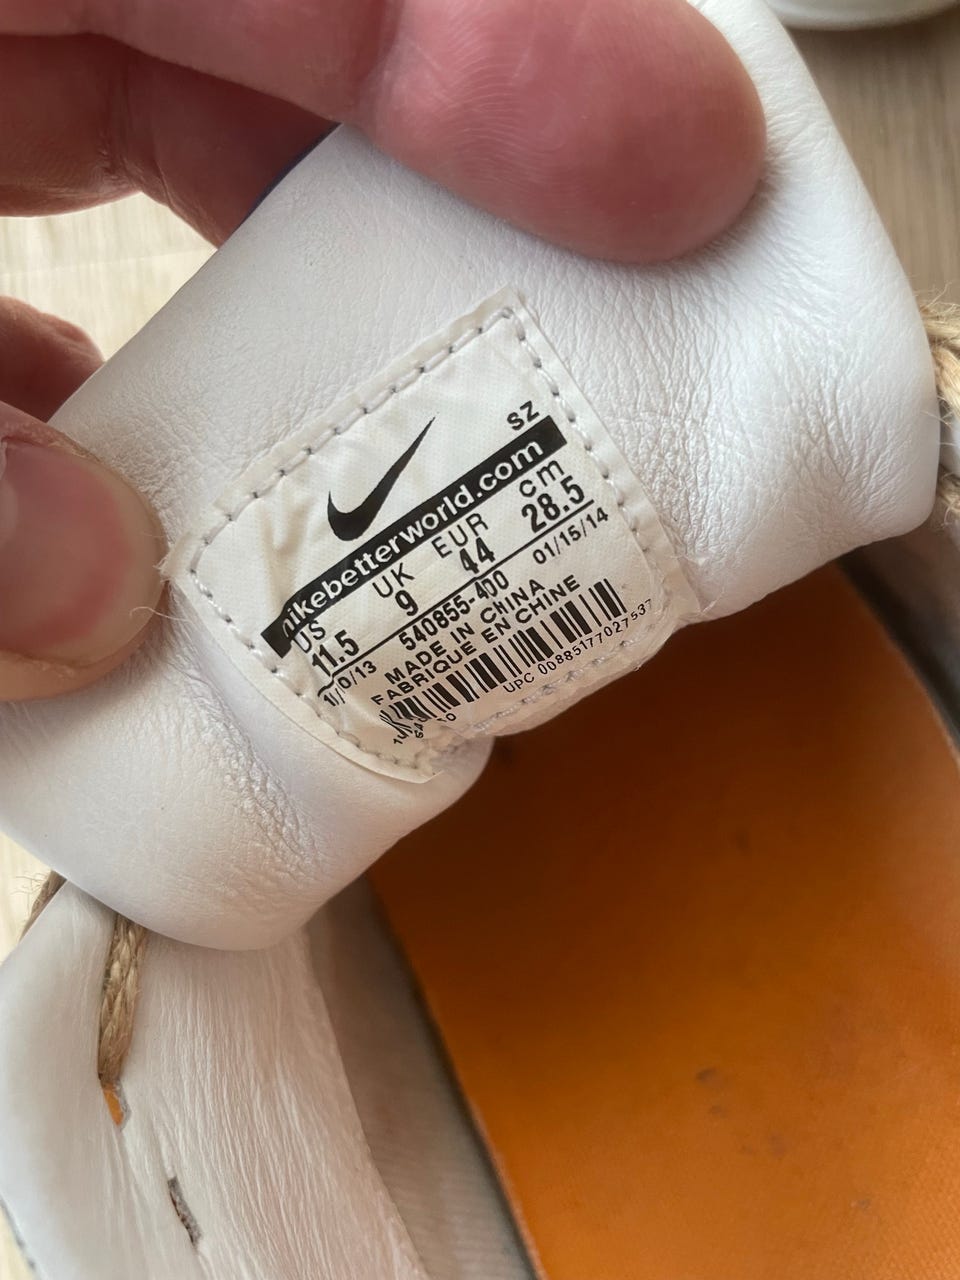 SZ
nikebetterworld.com
US UK EUR cm
11.5 9 44 28.5
540855-400 01/15/14
MADE IN CHINA
FABRIQUE EN CHINE
UPC 00885177027537